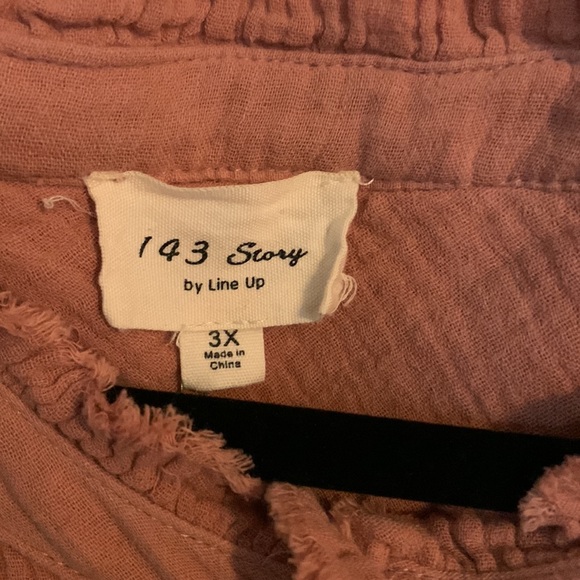 143 Story
by Line Up
3X
Made in
China